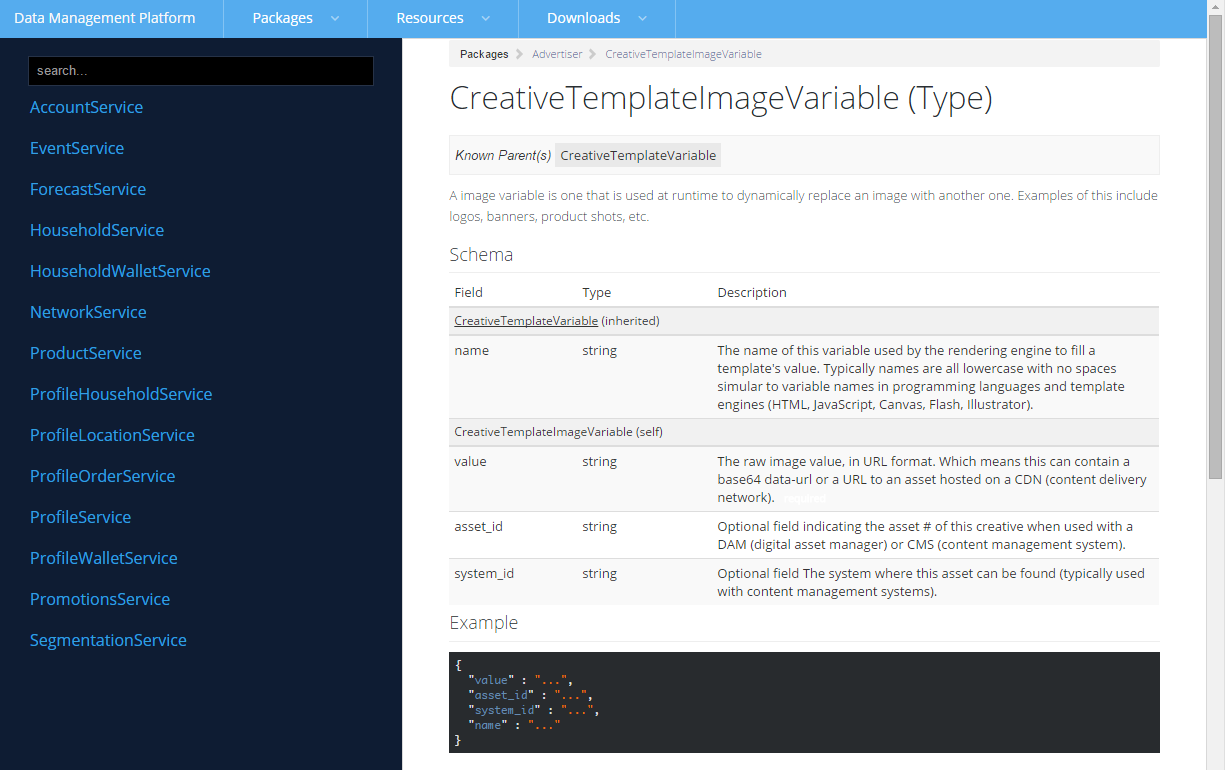 Data Management Platform Packages Resources Downloads
search...
AccountService
EventService
ForecastService
HouseholdService
HouseholdWalletService
NetworkService
ProductService
ProfileHouseholdService
ProfileLocationService
ProfileOrderService
ProfileService
ProfileWalletService
PromotionsService
SegmentationService
Packages Advertiser CreativeTemplateImageVariable
CreativeTemplateImageVariable (Type)
Known Parent(s) CreativeTemplateVariable
A image variable is one that is used at runtime to dynamically replace an image with another one. Examples of this include
logos, banners, product shots, etc.
Schema
Field Type Description
CreativeTemplateVariable (inherited)
name string The name of this variable used by the rendering engine to fill a
template's value. Typically names are all lowercase with no spaces
simular to variable names in programming languages and template
engines (HTML, JavaScript, Canvas, Flash, Illustrator).
CreativeTemplateImageVariable (self)
value string The raw image value, in URL format. Which means this can contain a
base64 data-url or a URL to an asset hosted on a CDN (content delivery
network). required
asset_id string Optional field indicating the asset # of this creative when used with a
DAM (digital asset manager) or CMS (content management system).
system_id string Optional field The system where this asset can be found (typically used
with content management systems).
Example
{
"value" : "...",
"asset_id" : "...",
"system_id" : "...",
"name" : "..."
}